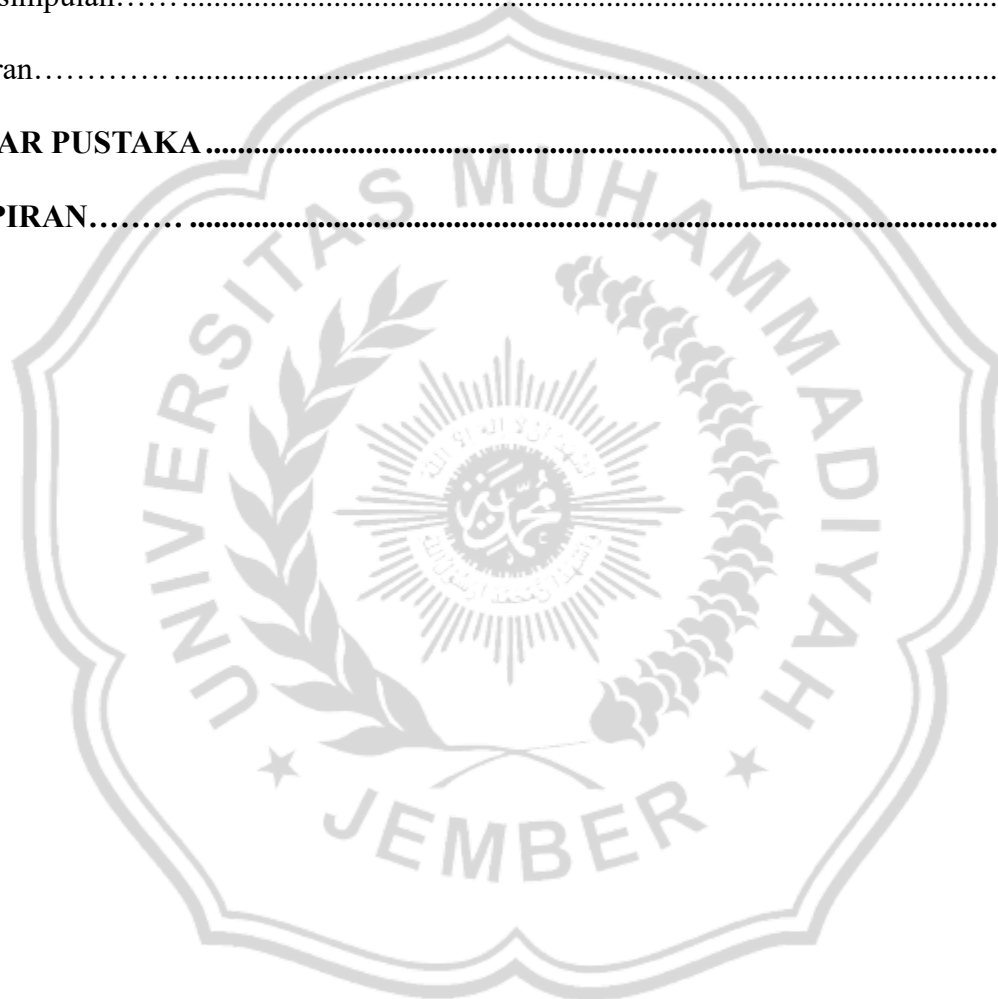 simpulan…….....................................................................................................
ran…………. .......................................................................................................
AR PUSTAKA...................................................................................................
PIRAN……… .....................................................................................................
UNIVERSITAS MUHAMMADIYAH
JEMBER